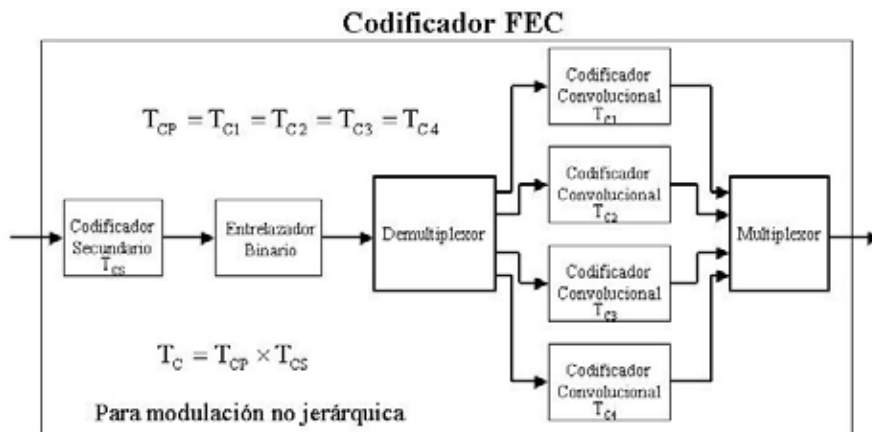 Codificador FEC
T_CP = T_C1 = T_C2 = T_C3 = T_C4
Codificador
Secundario
T_CS
Entrelazador
Binario
Demultiplexor
Codificador
Convolucional
T_C1
Codificador
Convolucional
T_C2
Codificador
Convolucional
T_C3
Codificador
Convolucional
T_C4
Multiplexor
T_C = T_CP × T_CS
Para modulación no jerárquica